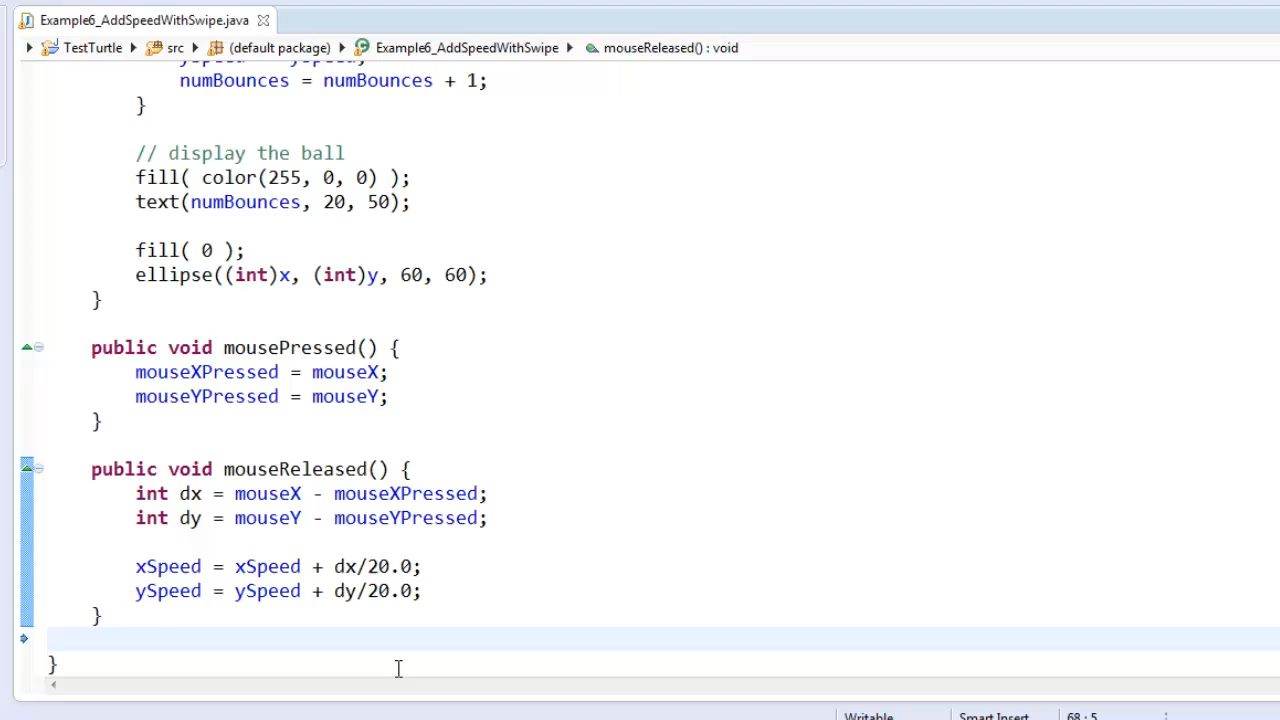 Example6_AddSpeedWithSwipe.java
TestTurtle src (default package) Example6_AddSpeedWithSwipe mouseReleased() : void
numBounces = numBounces + 1;
}
// display the ball
fill( color(255, 0, 0) );
text(numBounces, 20, 50);
fill( 0 );
ellipse((int)x, (int)y, 60, 60);
}
public void mousePressed() {
mouseXPressed = mouseX;
mouseYPressed = mouseY;
}
public void mouseReleased() {
int dx = mouseX - mouseXPressed;
int dy = mouseY - mouseYPressed;
xSpeed = xSpeed + dx/20.0;
ySpeed = ySpeed + dy/20.0;
}
}
Writable Smart Insert 68 : 5